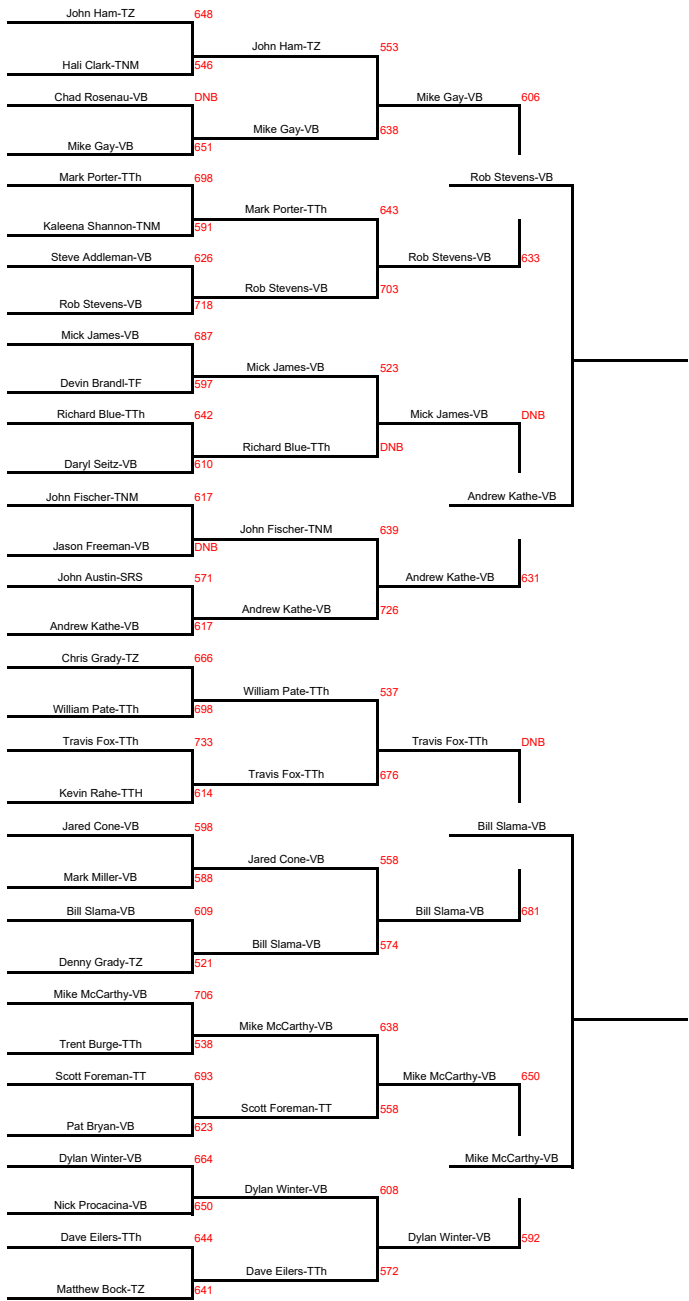 John Ham-TZ 648
Hali Clark-TNM 546
Chad Rosenau-VB DNB
Mike Gay-VB 651
Mark Porter-TTh 698
Kaleena Shannon-TNM 591
Steve Addleman-VB 626
Rob Stevens-VB 718
Mick James-VB 687
Devin Brandl-TF 597
Richard Blue-TTh 642
Daryl Seitz-VB 610
John Fischer-TNM 617
Jason Freeman-VB DNB
John Austin-SRS 571
Andrew Kathe-VB 617
Chris Grady-TZ 666
William Pate-TTh 698
Travis Fox-TTh 733
Kevin Rahe-TTH 614
Jared Cone-VB 598
Mark Miller-VB 588
Bill Slama-VB 609
Denny Grady-TZ 521
Mike McCarthy-VB 706
Trent Burge-TTh 538
Scott Foreman-TT 693
Pat Bryan-VB 623
Dylan Winter-VB 664
Nick Procacina-VB 650
Dave Eilers-TTh 644
Matthew Bock-TZ 641
John Ham-TZ 553
Mike Gay-VB 638
Mark Porter-TTh 643
Rob Stevens-VB 703
Mick James-VB 523
Richard Blue-TTh DNB
John Fischer-TNM 639
Andrew Kathe-VB 726
William Pate-TTh 537
Travis Fox-TTh 676
Jared Cone-VB 558
Bill Slama-VB 574
Mike McCarthy-VB 638
Scott Foreman-TT 558
Dylan Winter-VB 608
Dave Eilers-TTh 572
Mike Gay-VB 606
Rob Stevens-VB 633
Mick James-VB DNB
Andrew Kathe-VB 631
Travis Fox-TTh DNB
Bill Slama-VB 681
Mike McCarthy-VB 650
Dylan Winter-VB 592
Rob Stevens-VB
Andrew Kathe-VB
Bill Slama-VB
Mike McCarthy-VB